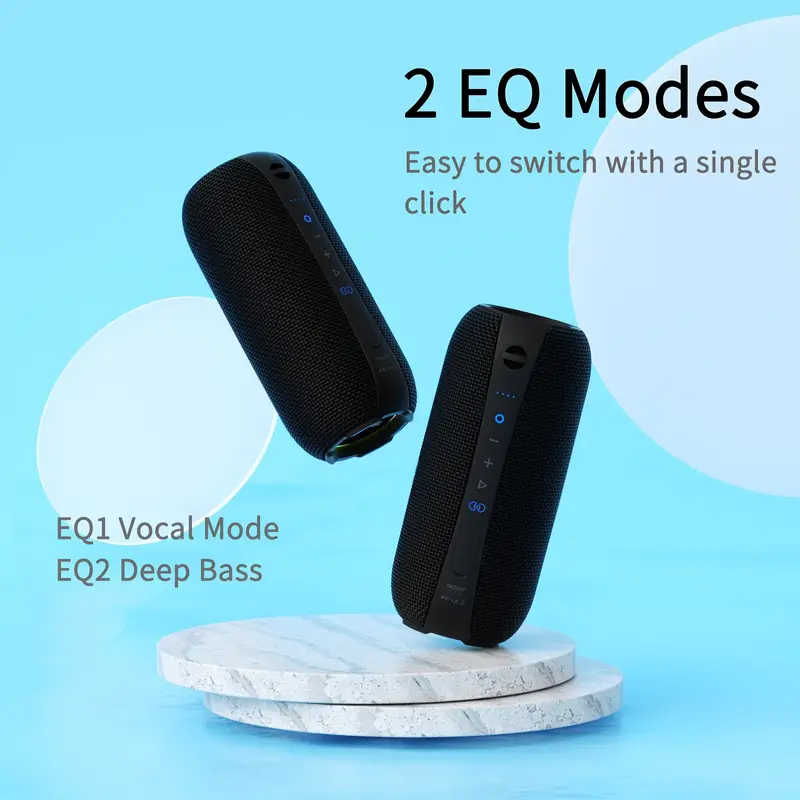 2 EQ Modes
Easy to switch with a single
click
EQ1 Vocal Mode
EQ2 Deep Bass